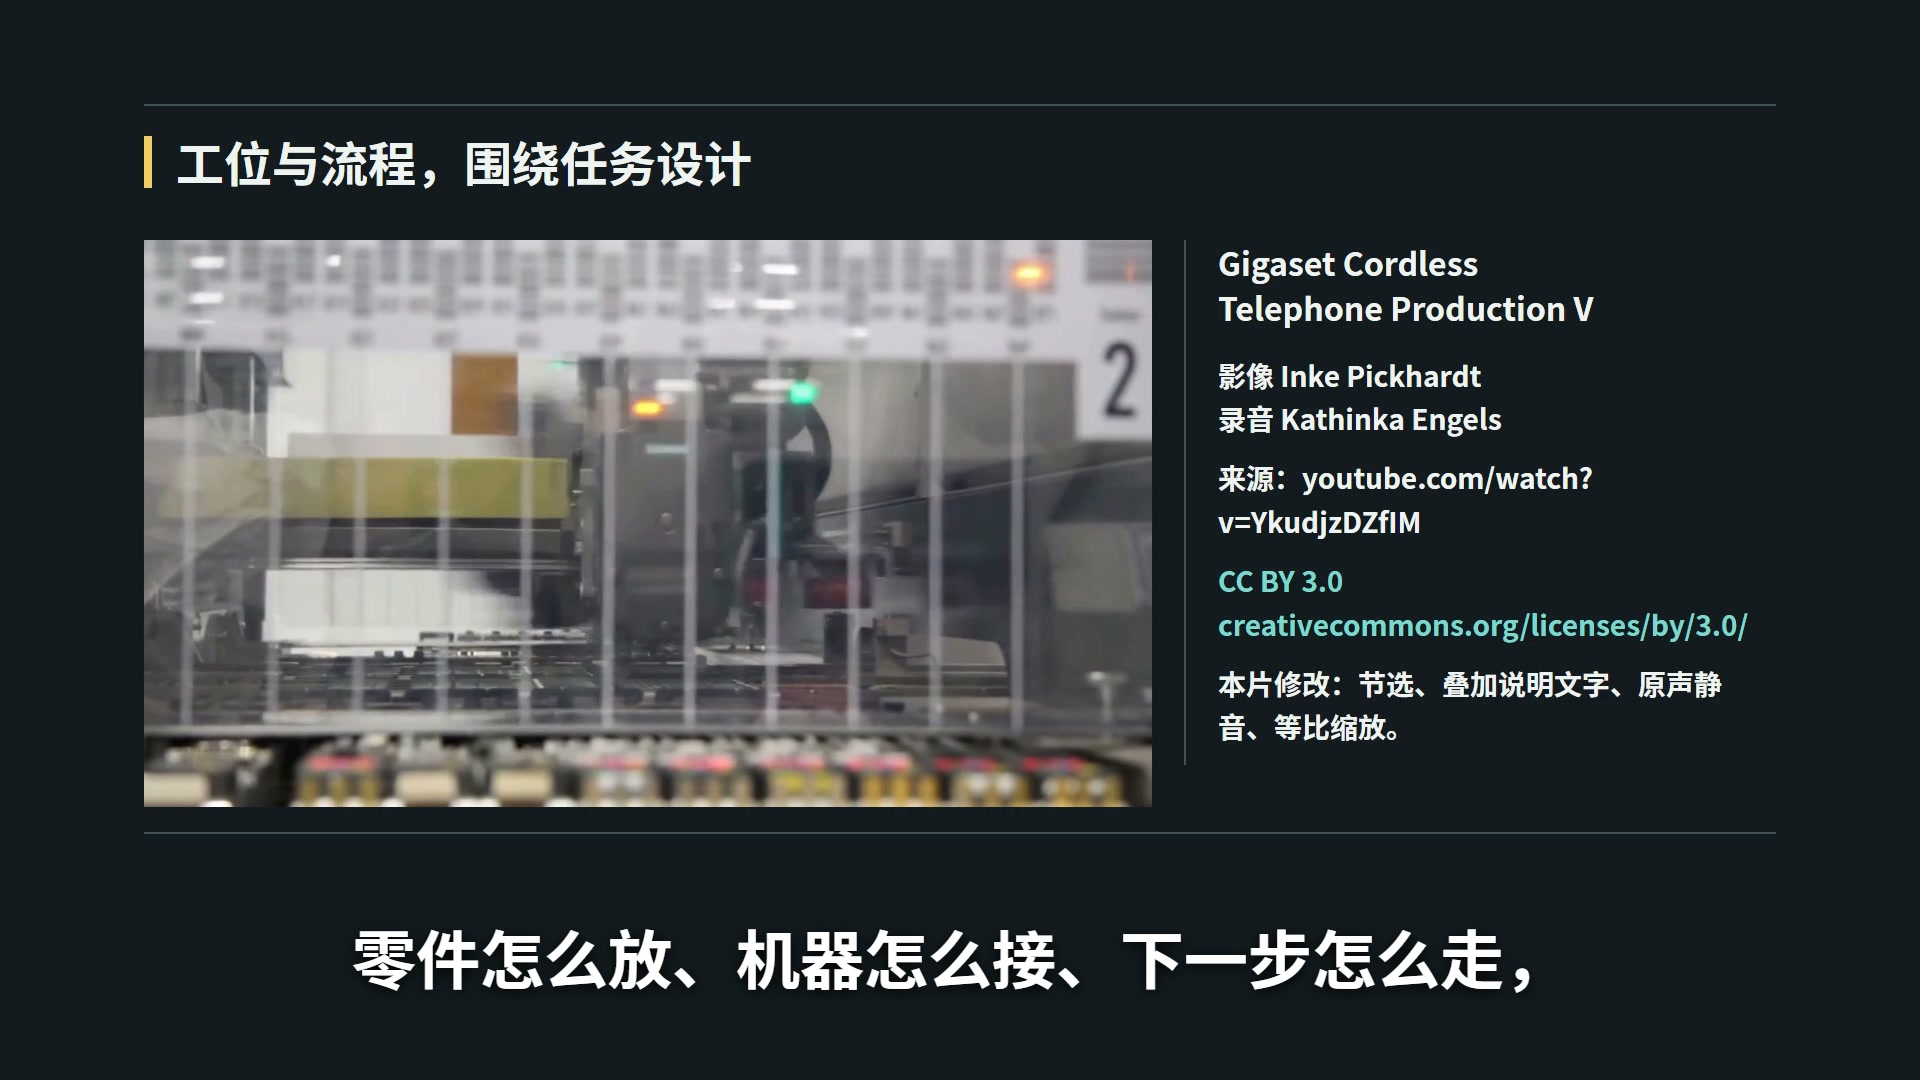 工位与流程，围绕任务设计
2
Gigaset Cordless
Telephone Production V
影像 Inke Pickhardt
录音 Kathinka Engels
来源：youtube.com/watch?
v=YkudjzDZfIM
CC BY 3.0
creativecommons.org/licenses/by/3.0/
本片修改：节选、叠加说明文字、原声静
音、等比缩放。
零件怎么放、机器怎么接、下一步怎么走，